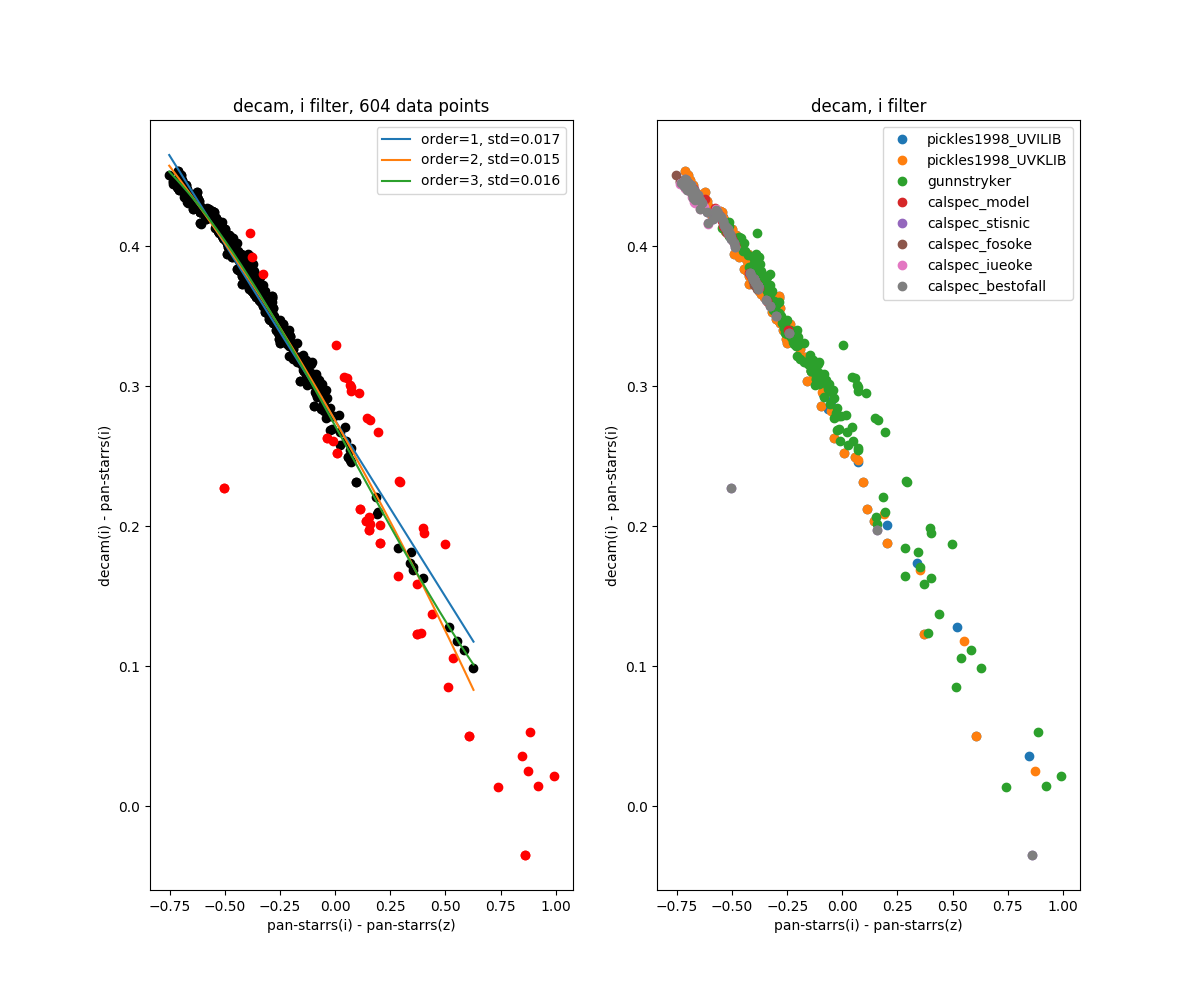 decam, i filter, 604 data points
order=1, std=0.017
order=2, std=0.015
order=3, std=0.016
0.4
0.3
0.2
0.1
0.0
decam(i) - pan-starrs(i)
−0.75 −0.50 −0.25 0.00 0.25 0.50 0.75 1.00
pan-starrs(i) - pan-starrs(z)
decam, i filter
pickles1998_UVILIB
pickles1998_UVKLIB
gunnstryker
calspec_model
calspec_stisnic
calspec_fosoke
calspec_iueoke
calspec_bestofall
0.4
0.3
0.2
0.1
0.0
decam(i) - pan-starrs(i)
−0.75 −0.50 −0.25 0.00 0.25 0.50 0.75 1.00
pan-starrs(i) - pan-starrs(z)